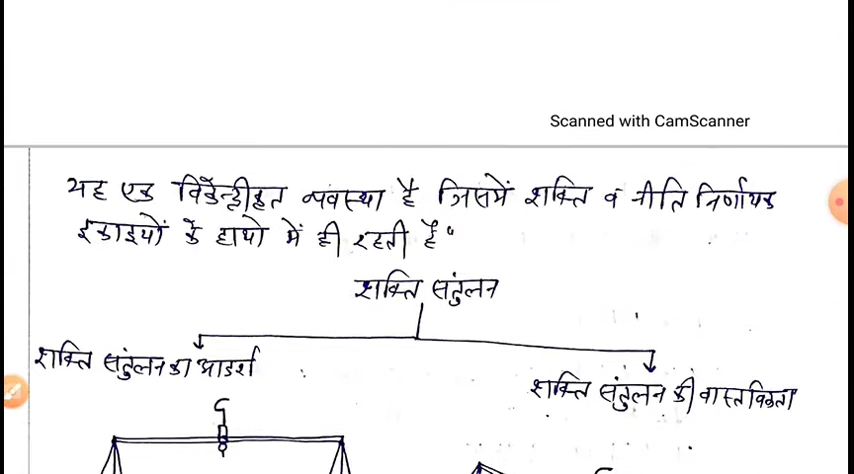 Scanned with CamScanner
यह एक विकेन्द्रीकृत व्यवस्था है जिसमें शक्ति व नीति निर्णायक
इकाइयों के हाथो में ही रहती है"
शक्ति संतुलन
शक्ति संतुलन का आदर्श
शक्ति संतुलन की वास्तविकता